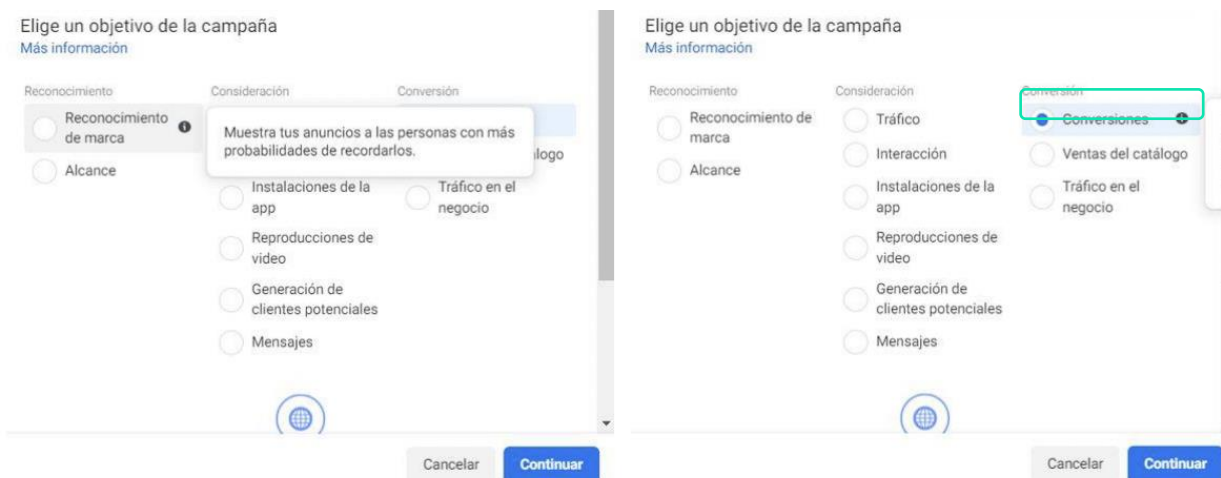 Elige un objetivo de la campaña
Más información
Reconocimiento
Consideración
Conversión
Reconocimiento
de marca
Alcance
Muestra tus anuncios a las personas con más
probabilidades de recordarlos.
Instalaciones de la
app
Reproducciones de
video
Generación de
clientes potenciales
Mensajes
logo
Tráfico en el
negocio
Cancelar
Continuar
Elige un objetivo de la campaña
Más información
Reconocimiento
Consideración
Conversión
Reconocimiento de
marca
Alcance
Tráfico
Interacción
Instalaciones de la
app
Reproducciones de
video
Generación de
clientes potenciales
Mensajes
Conversiones
Ventas del catálogo
Tráfico en el
negocio
Cancelar
Continuar